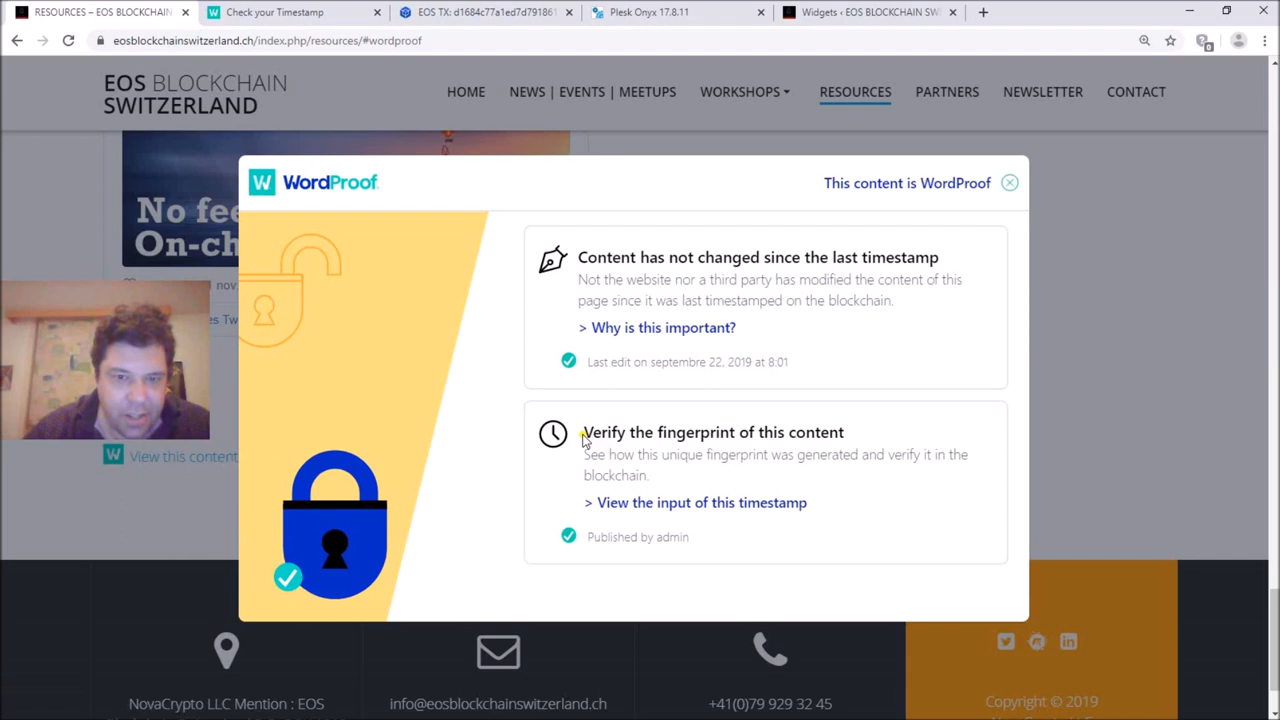 RESOURCES – EOS BLOCKCHAIN
Check your Timestamp
EOS TX: d1684c77a1ed7d791861
Plesk Onyx 17.8.11
Widgets ‹ EOS BLOCKCHAIN SW
eosblockchainswitzerland.ch/index.php/resources/#wordproof
EOS BLOCKCHAIN
SWITZERLAND
HOME
NEWS | EVENTS | MEETUPS
WORKSHOPS
RESOURCES
PARTNERS
NEWSLETTER
CONTACT
No fee
On-ch
W WordProof
This content is WordProof
Content has not changed since the last timestamp
Not the website nor a third party has modified the content of this
page since it was last timestamped on the blockchain.
> Why is this important?
Last edit on septembre 22, 2019 at 8:01
Verify the fingerprint of this content
See how this unique fingerprint was generated and verify it in the
blockchain.
> View the input of this timestamp
Published by admin
1 nov
es Tw
W View this content
NovaCrypto LLC Mention : EOS
info@eosblockchainswitzerland.ch
+41(0)79 929 32 45
Copyright © 2019